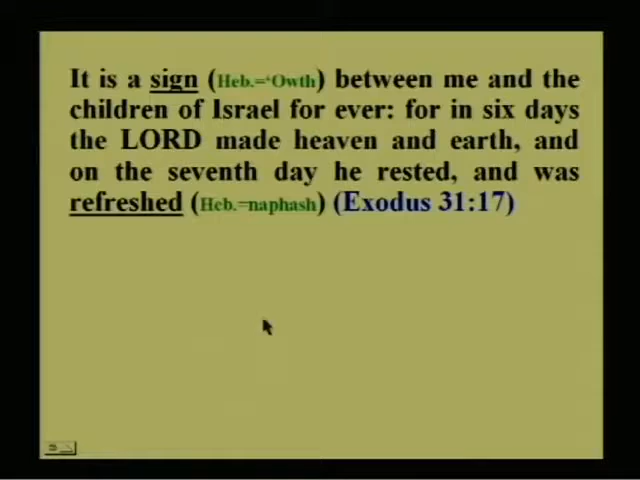 It is a sign (Heb.=‘Owth) between me and the
children of Israel for ever: for in six days
the LORD made heaven and earth, and
on the seventh day he rested, and was
refreshed (Heb.=naphash) (Exodus 31:17)